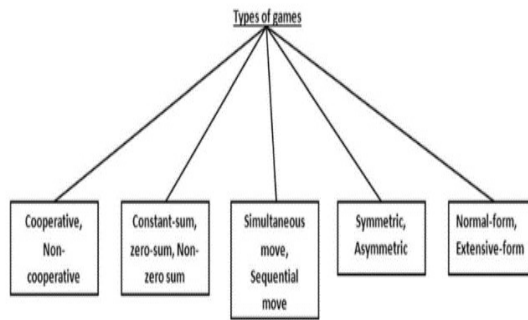 Types of games
Cooperative,
Non-
cooperative
Constant-sum,
zero-sum, Non-
zero sum
Simultaneous
move,
Sequential
move
Symmetric,
Asymmetric
Normal-form,
Extensive-form